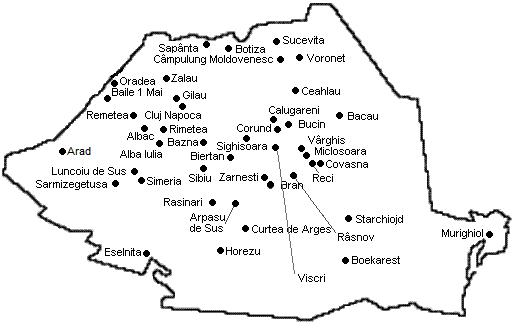 Sucevita
Sapânta
Botiza
Câmpulung Moldovenesc
Voronet
Oradea
Zalau
Baile 1 Mai
Gilau
Ceahlau
Remetea
Cluj Napoca
Calugareni
Bacau
Albac
Rimetea
Corund
Bucin
Arad
Alba Iulia
Bazna
Sighisoara
Vârghis
Miclosoara
Biertan
Covasna
Luncoiu de Sus
Sarmizegetusa
Simeria
Sibiu
Zarnesti
Bran
Reci
Rasinari
Arpasu
de Sus
Curtea de Arges
Starchiojd
Râsnov
Murighiol
Eselnita
Horezu
Boekarest
Viscri